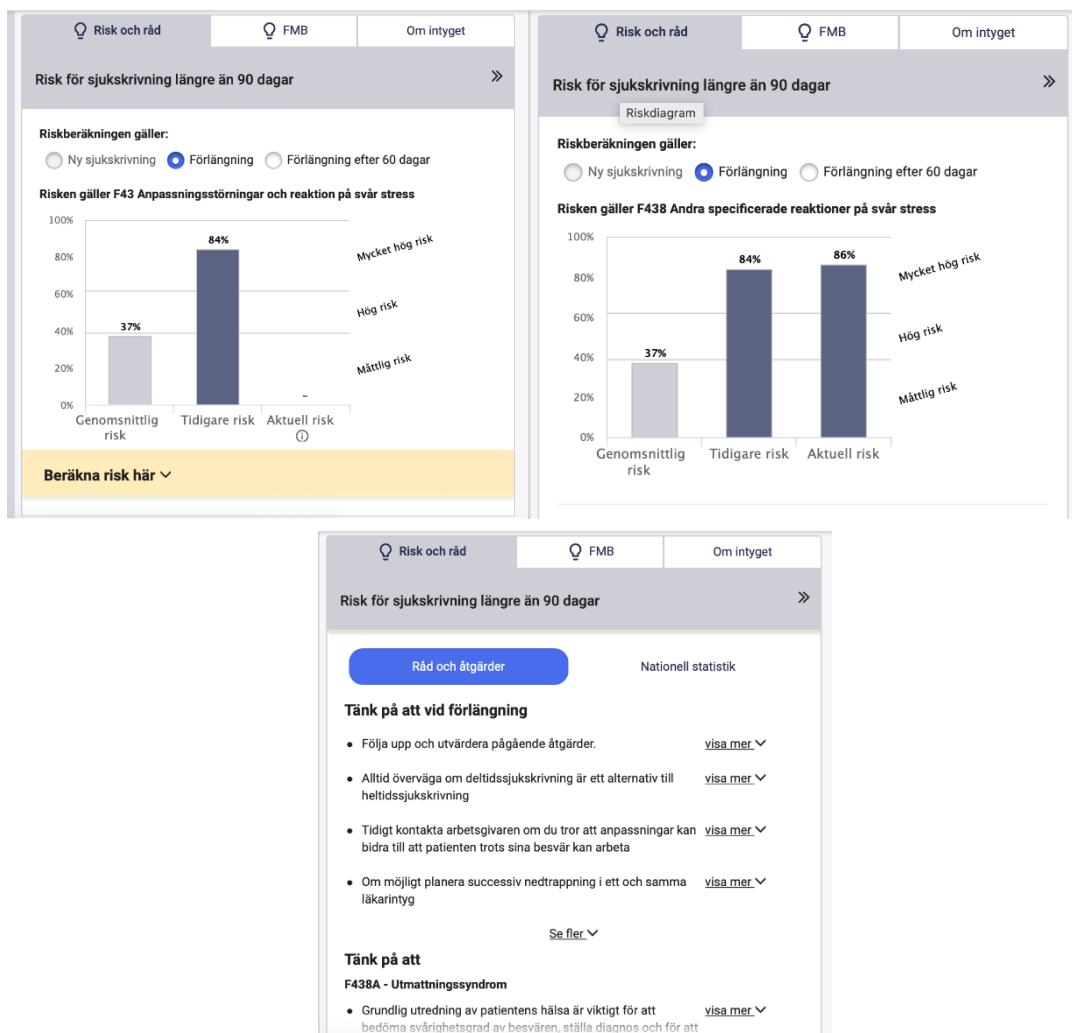 Risk och råd
FMB
Om intyget
Risk för sjukskrivning längre än 90 dagar
Riskberäkningen gäller:
Ny sjukskrivning
Förlängning
Förlängning efter 60 dagar
Risken gäller F43 Anpassningsstörningar och reaktion på svår stress
100%
80%
60%
40%
20%
0%
37%
84%
–
Mycket hög risk
Hög risk
Måttlig risk
Genomsnittlig
risk
Tidigare risk
Aktuell risk
Beräkna risk här
Risk och råd
FMB
Om intyget
Risk för sjukskrivning längre än 90 dagar
Riskdiagram
Riskberäkningen gäller:
Ny sjukskrivning
Förlängning
Förlängning efter 60 dagar
Risken gäller F438 Andra specificerade reaktioner på svår stress
100%
80%
60%
40%
20%
0%
37%
84%
86%
Mycket hög risk
Hög risk
Måttlig risk
Genomsnittlig
risk
Tidigare risk
Aktuell risk
Risk och råd
FMB
Om intyget
Risk för sjukskrivning längre än 90 dagar
Råd och åtgärder
Nationell statistik
Tänk på att vid förlängning
• Följa upp och utvärdera pågående åtgärder. visa mer
• Alltid överväga om deltidssjukskrivning är ett alternativ till visa mer
heltidssjukskrivning
• Tidigt kontakta arbetsgivaren om du tror att anpassningar kan visa mer
bidra till att patienten trots sina besvär kan arbeta
• Om möjligt planera successiv nedtrappning i ett och samma visa mer
läkarintyg
Se fler
Tänk på att
F438A - Utmattningssyndrom
• Grundlig utredning av patientens hälsa är viktigt för att visa mer
bedöma svårighetsgrad av besvären, ställa diagnos och för att